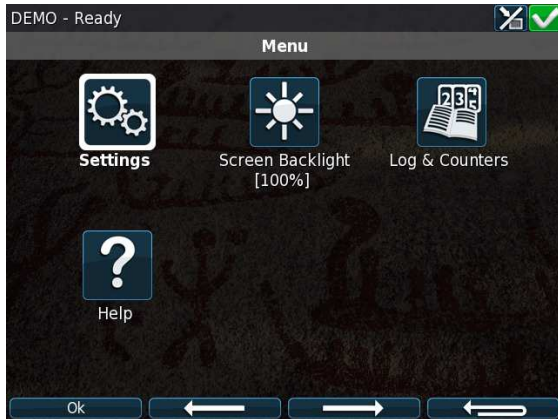 DEMO - Ready
Menu
Settings
Screen Backlight
[100%]
Log & Counters
Help
Ok